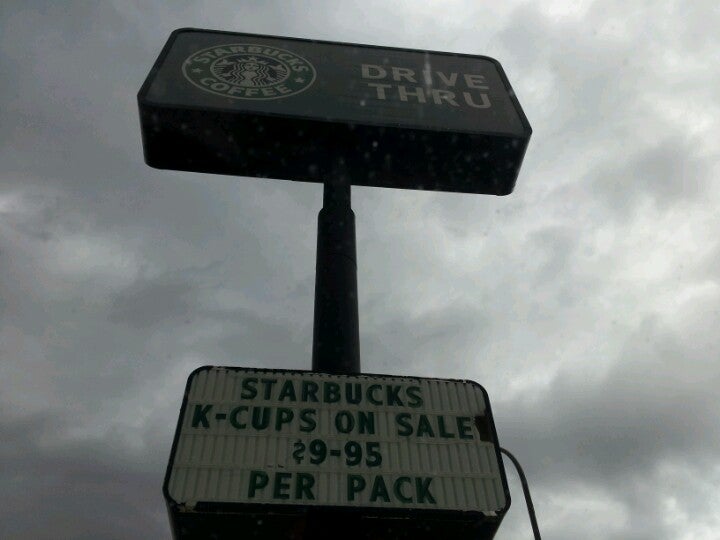 STARBUCKS
COFFEE
DRIVE
THRU
STARBUCKS
K-CUPS ON SALE
$9-95
PER PACK